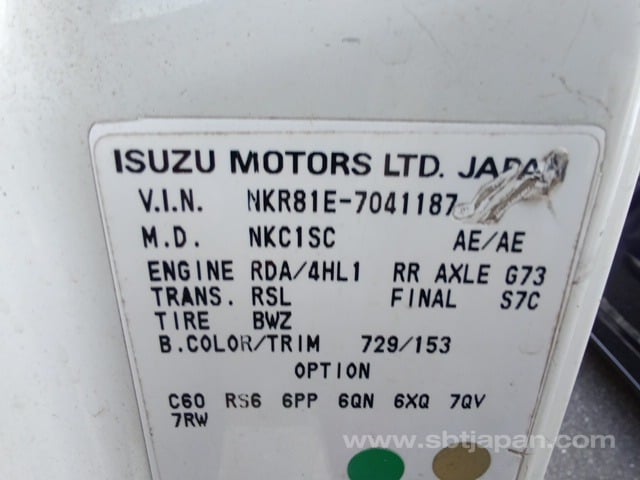 ISUZU MOTORS LTD. JAPAN
V.I.N. NKR81E-7041187
M.D. NKC1SC AE/AE
ENGINE RDA/4HL1 RR AXLE G73
TRANS. RSL FINAL S7C
TIRE BWZ
B.COLOR/TRIM 729/153
OPTION
C60 RS6 6PP 6QN 6XQ 7QV
7RW
www.sbtjapan.com